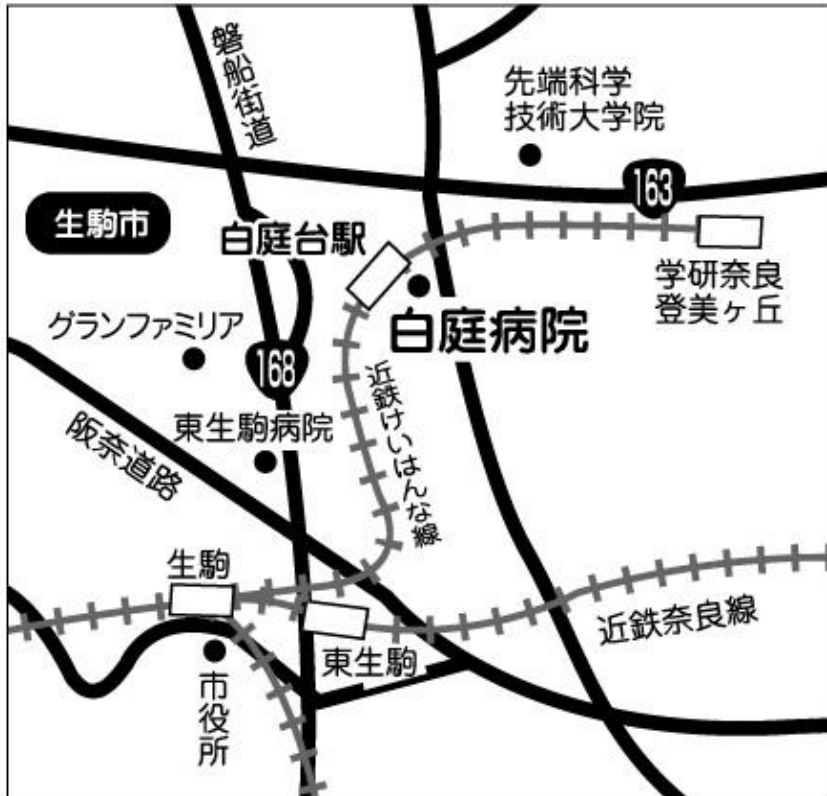 磐船街道
先端科学
技術大学院
163
生駒市
白庭台駅
学研奈良
登美ヶ丘
白庭病院
グランファミリア
168
近鉄けいはんな線
東生駒病院
阪奈道路
生駒
近鉄奈良線
東生駒
市役所